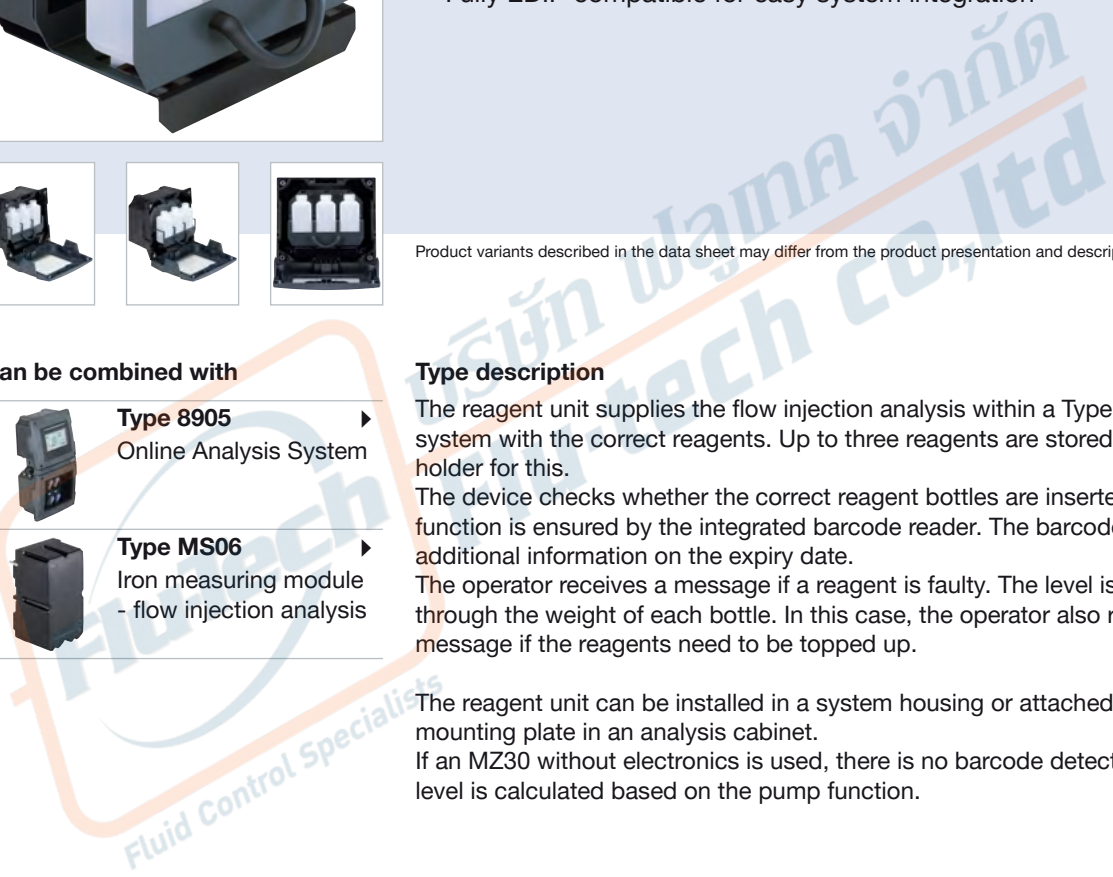 compatible for easy system integration
Product variants described in the data sheet may differ from the product presentation and
an be combined with
Type 8905
Online Analysis System
Type MS06
Iron measuring module
- flow injection analysis
Type description
The reagent unit supplies the flow injection analysis within a Type
system with the correct reagents. Up to three reagents are stored
holder for this.
The device checks whether the correct reagent bottles are
function is ensured by the integrated barcode reader. The
additional information on the expiry date.
The operator receives a message if a reagent is faulty. The level is
through the weight of each bottle. In this case, the operator also
message if the reagents need to be topped up.
The reagent unit can be installed in a system housing or attached
mounting plate in an analysis cabinet.
If an MZ30 without electronics is used, there is no barcode
level is calculated based on the pump function.
บริษัท ฟลูเทค จำกัด
Flu-tech co.,ltd
Flutech
Fluid Control Specialists